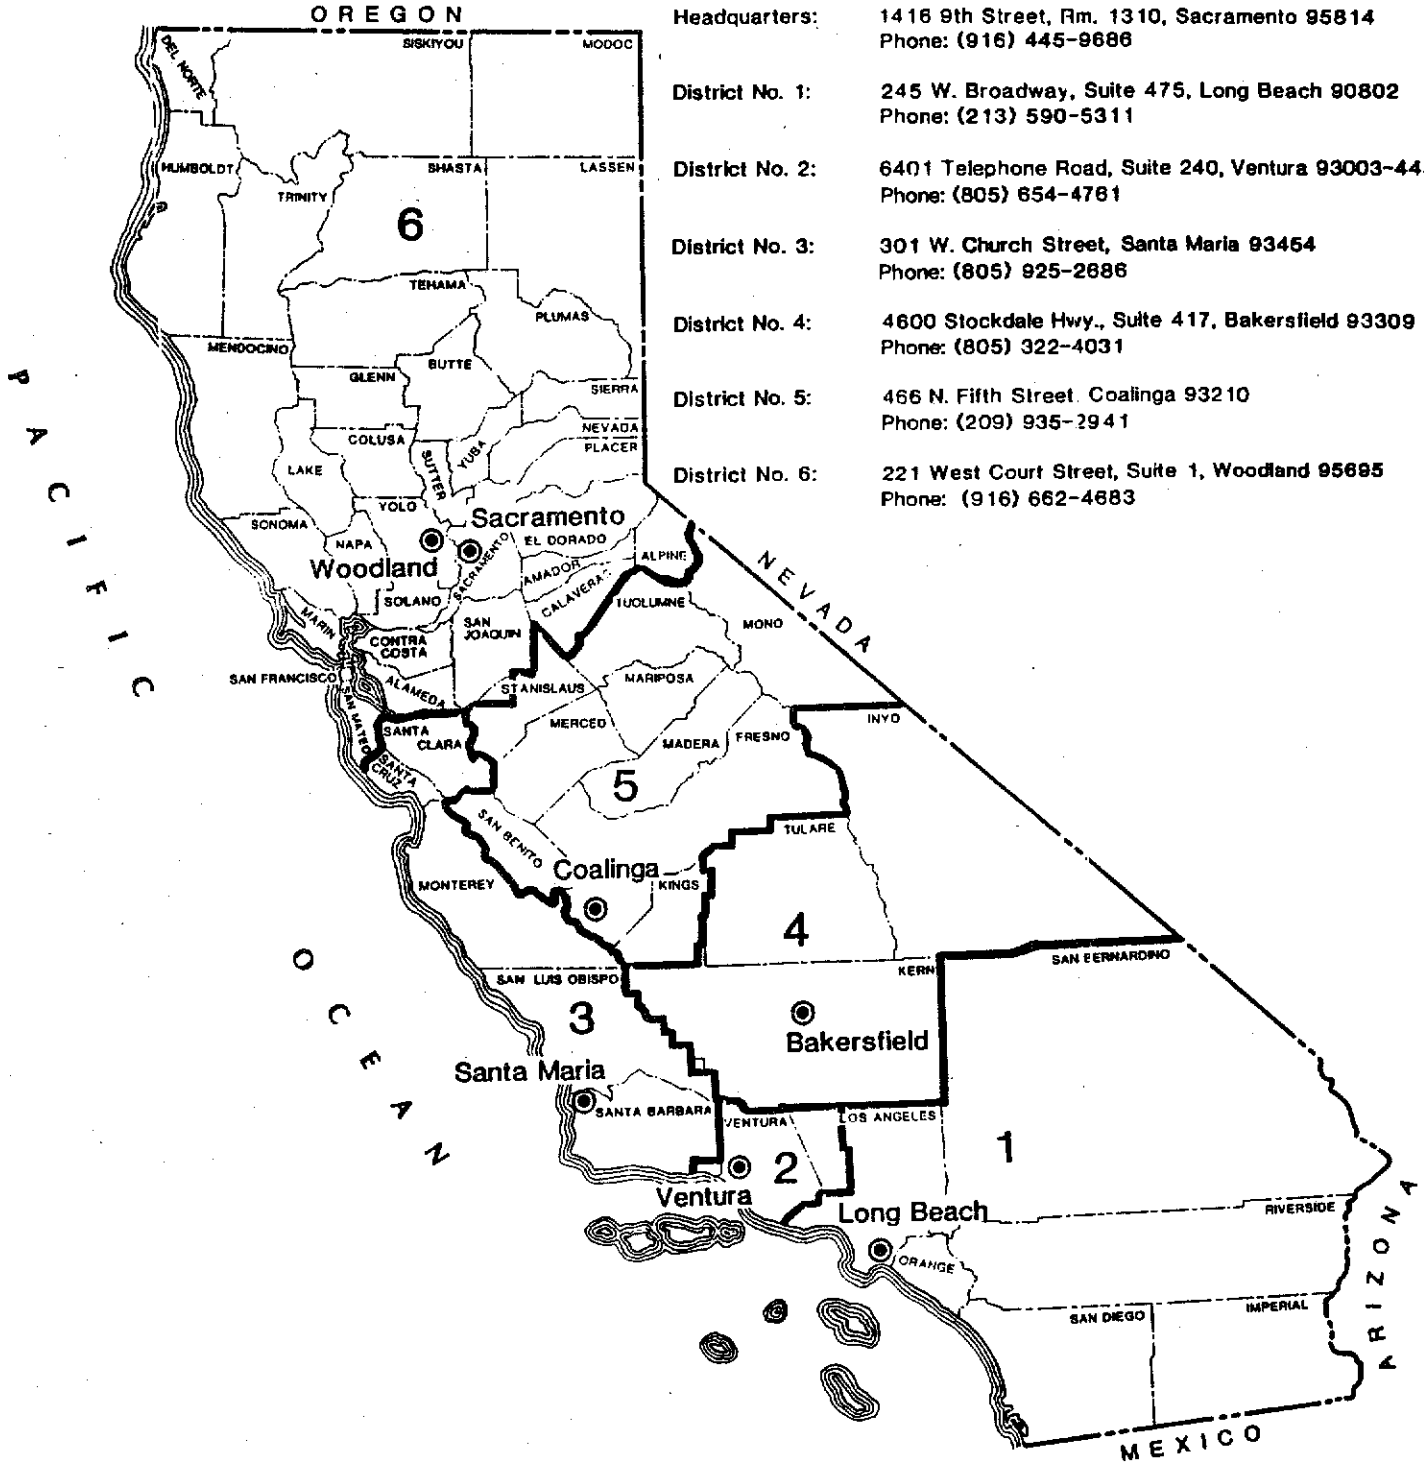 OREGON
Headquarters: 1416 9th Street, Rm. 1310, Sacramento 95814
Phone: (916) 445-9686
District No. 1: 245 W. Broadway, Suite 475, Long Beach 90802
Phone: (213) 590-5311
District No. 2: 6401 Telephone Road, Suite 240, Ventura 93003-44
Phone: (805) 654-4761
District No. 3: 301 W. Church Street, Santa Maria 93454
Phone: (805) 925-2686
District No. 4: 4600 Stockdale Hwy., Suite 417, Bakersfield 93309
Phone: (805) 322-4031
District No. 5: 466 N. Fifth Street Coalinga 93210
Phone: (209) 935-2941
District No. 6: 221 West Court Street, Suite 1, Woodland 95695
Phone: (916) 662-4683
DEL NORTE
SISKIYOU
MODOC
HUMBOLDT
TRINITY
SHASTA
LASSEN
6
TEHAMA
PLUMAS
MENDOCINO
GLENN
BUTTE
SIERRA
COLUSA
SUTTER
YUBA
NEVADA
PLACER
LAKE
YOLO
SONOMA
NAPA
Sacramento
EL DORADO
Woodland
SACRAMENTO
AMADOR
ALPINE
SOLANO
CALAVERAS
MARIN
CONTRA COSTA
SAN JOAQUIN
TUOLUMNE
MONO
NEVADA
SAN FRANCISCO
SAN MATEO
ALAMEDA
STANISLAUS
MARIPOSA
SANTA CLARA
MERCED
MADERA
FRESNO
INYO
SANTA CRUZ
5
SAN BENITO
TULARE
Coalinga
MONTEREY
KINGS
4
SAN LUIS OBISPO
KERN
SAN BERNARDINO
3
Bakersfield
Santa Maria
SANTA BARBARA
VENTURA
LOS ANGELES
1
2
Ventura
Long Beach
RIVERSIDE
ORANGE
SAN DIEGO
IMPERIAL
ARIZONA
MEXICO
PACIFIC
OCEAN